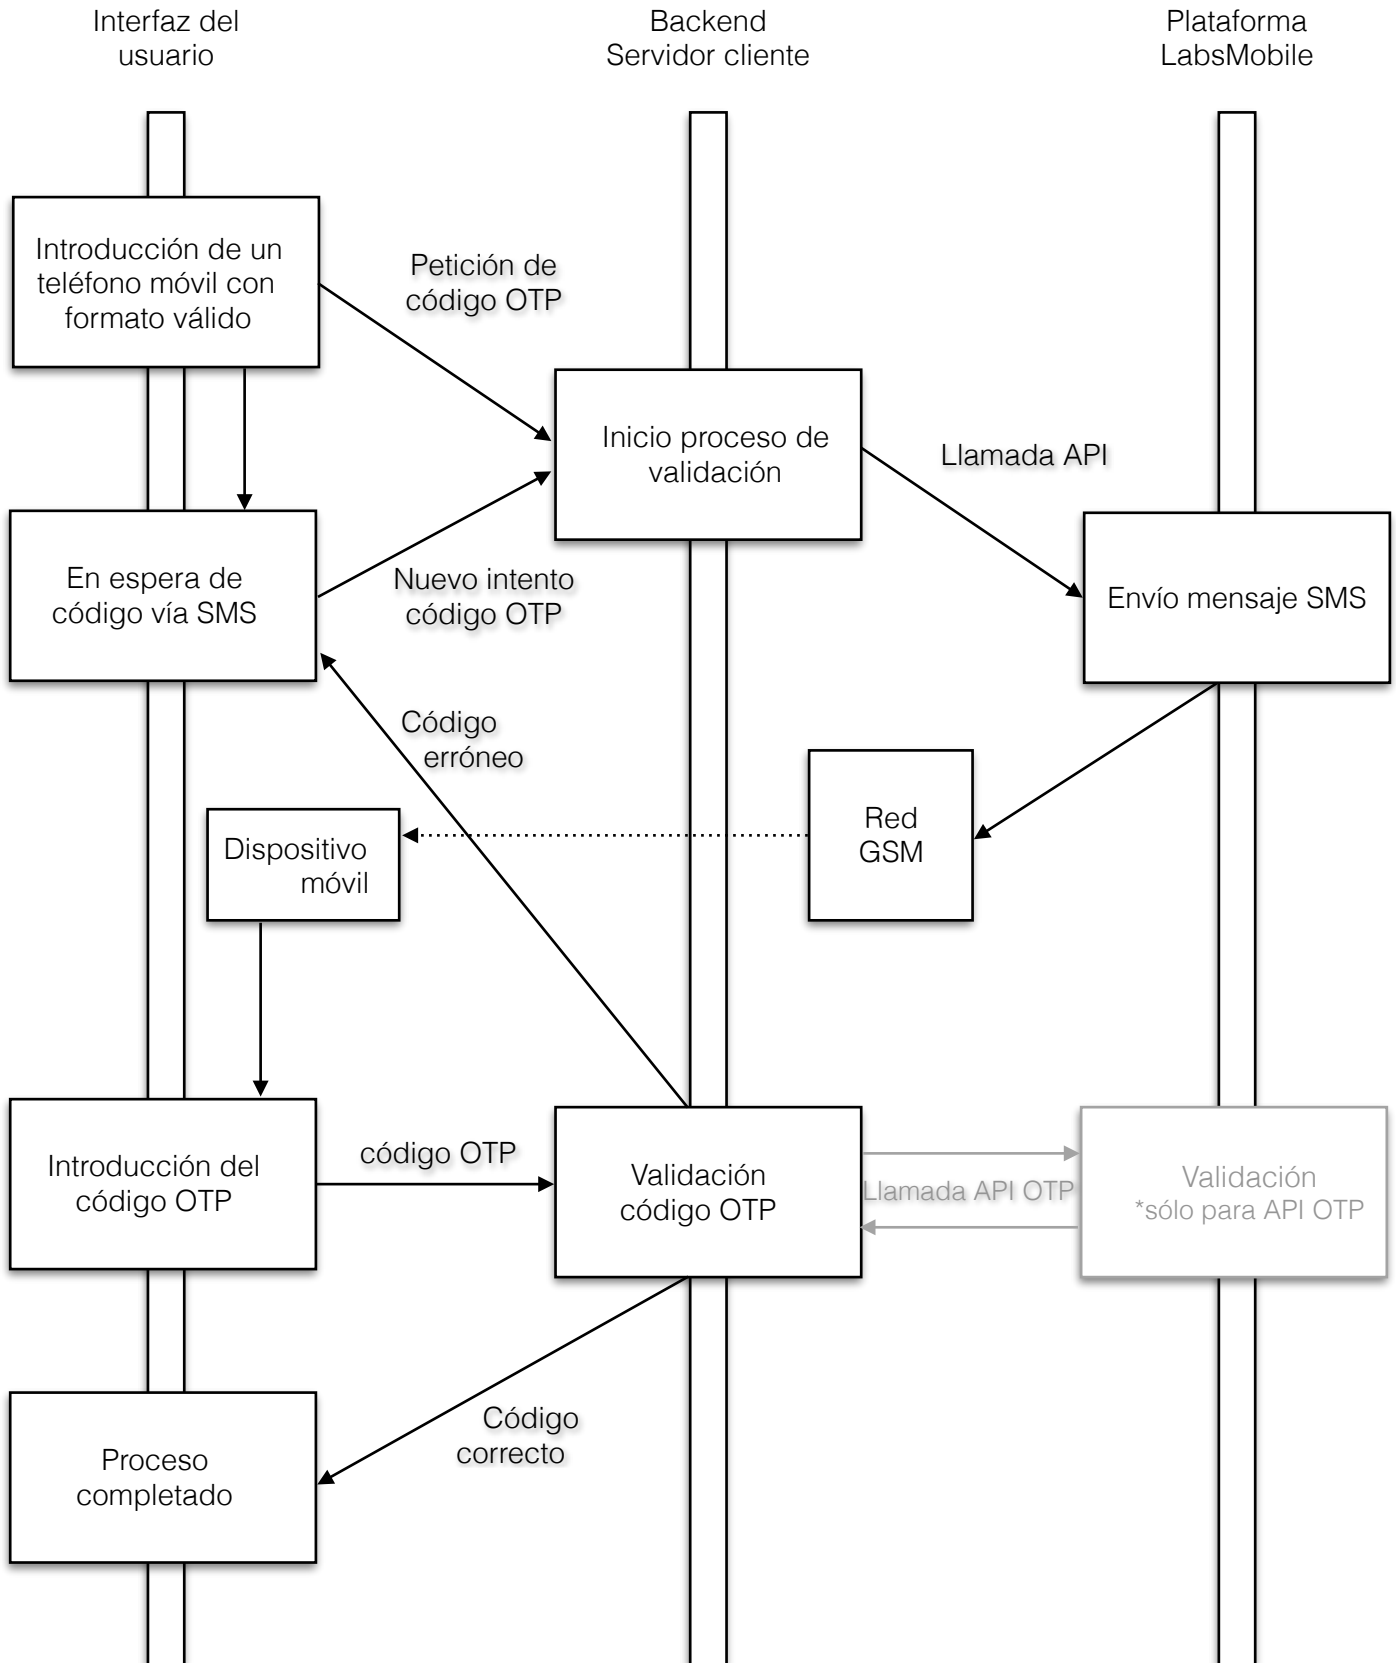 Interfaz del
usuario
Backend
Servidor cliente
Plataforma
LabsMobile
Introducción de un
teléfono móvil con
formato válido
Petición de
código OTP
Inicio proceso de
validación
Llamada API
En espera de
código vía SMS
Nuevo intento
código OTP
Envío mensaje SMS
Código
erróneo
Dispositivo
móvil
Red
GSM
Introducción del
código OTP
código OTP
Validación
código OTP
Llamada API OTP
Validación
*sólo para API OTP
Código
correcto
Proceso
completado